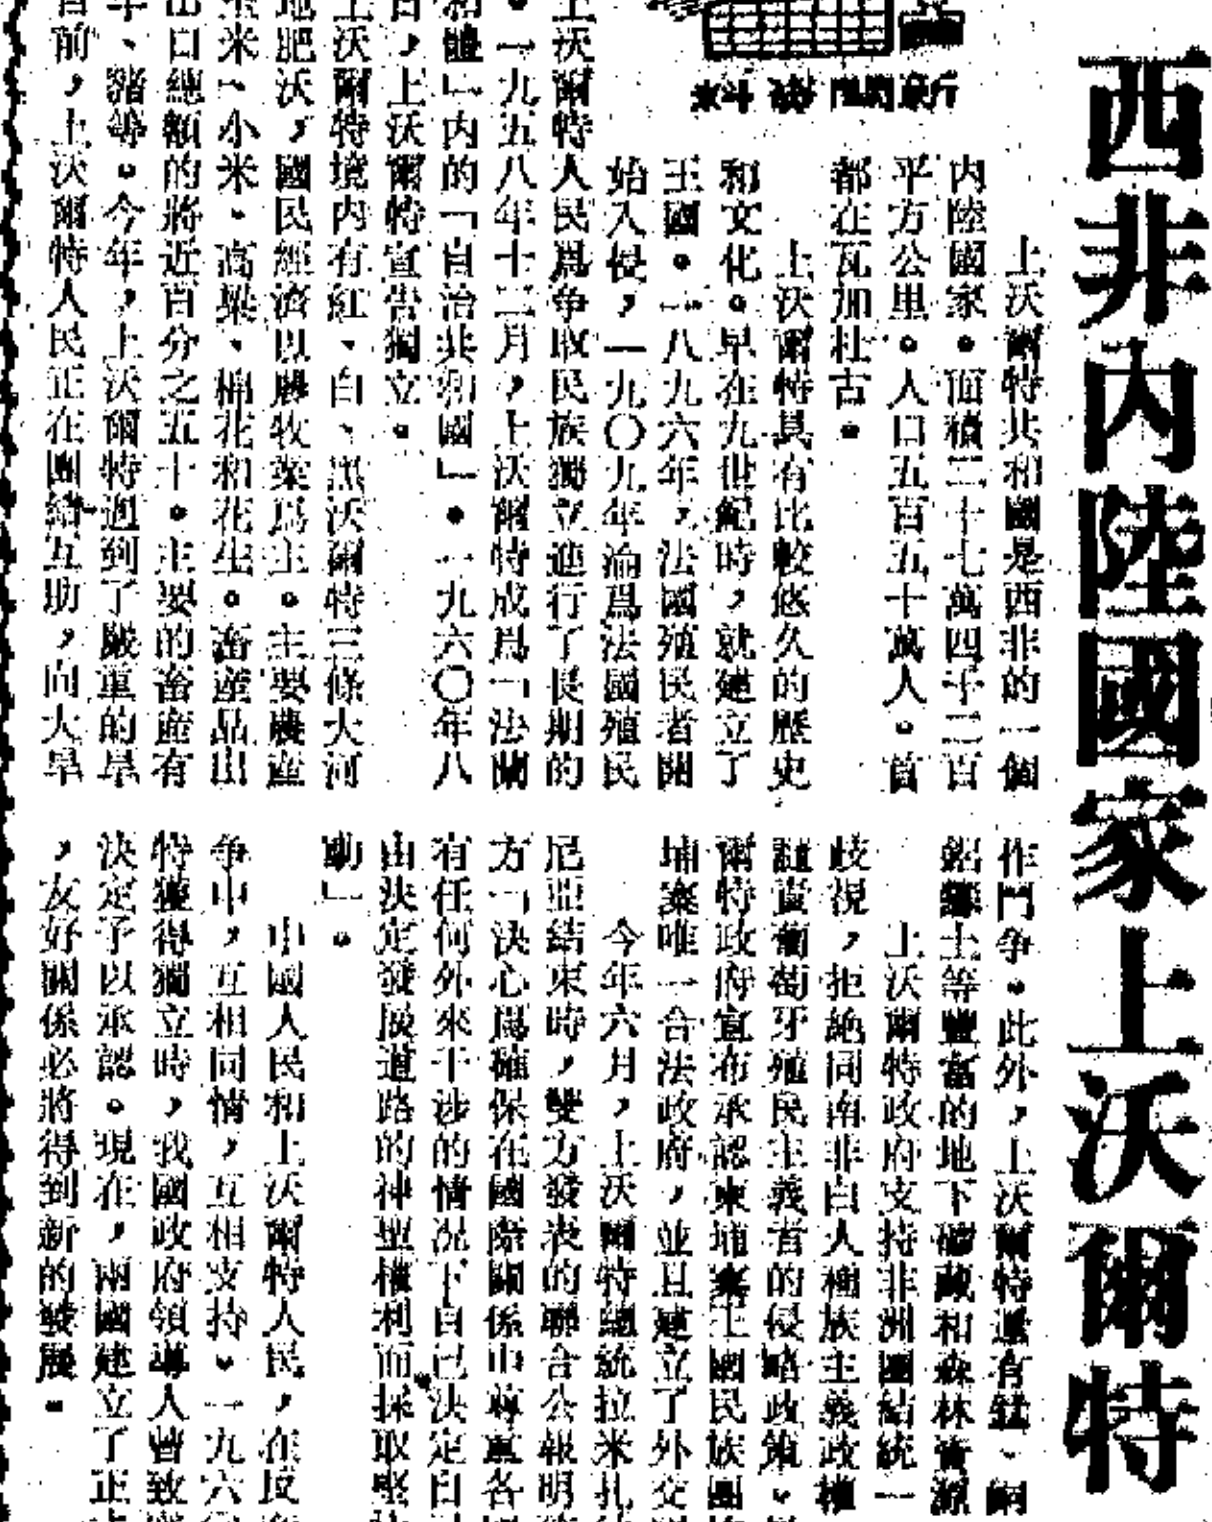 西非內陸國家上沃爾特
上沃爾特共和國是西非的一個
内陸國家。面積二十七萬四千二百
平方公里。人口五百五十萬人。首
都在瓦加杜古。
上沃爾特具有比較悠久的歷史
和文化。早在九世紀時，就建立了
王國。一八九六年，法國殖民者開
始入侵，一九〇九年淪爲法國殖民
上沃爾特人民爲争取民族獨立進行了長期的
。一九五八年十二月，上沃爾特成爲「法蘭
和體」内的「自治共和國」。一九六〇年八
日，上沃爾特宣告獨立。
上沃爾特境内有紅、白、黑沃爾特三條大河
地肥沃，國民經濟以農牧業爲主。主要農産
玉米、小米、高粱、棉花和花生。畜産品出
出口總額的將近百分之五十。主要的畜産有
羊、豬等。今年，上沃爾特遇到了嚴重的旱
目前，上沃爾特人民正在團結互助，向大旱
作鬥争。此外，上沃爾特還有錳、銅
鋁礬土等豐富的地下礦藏和森林資源
上沃爾特政府支持非洲團結統一
歧視，拒絶同南非白人種族主義政權
譴責葡萄牙殖民主義者的侵略政策。
爾特政府宣布承認柬埔寨王國民族團
埔寨唯一合法政府，並且建立了外交
今年六月，上沃爾特總統拉米扎
尼亞結束時，雙方發表的聯合公報明
方「決心爲確保在國際關係中尊重各
有任何外來干涉的情况下自己決定自
由決定發展道路的神聖權利而採取堅
動」。
中國人民和上沃爾特人民，在反
争中，互相同情，互相支持。一九六
特獲得獨立時，我國政府領導人曾致
決定予以承認。現在，兩國建立了正
，友好關係必將得到新的發展。